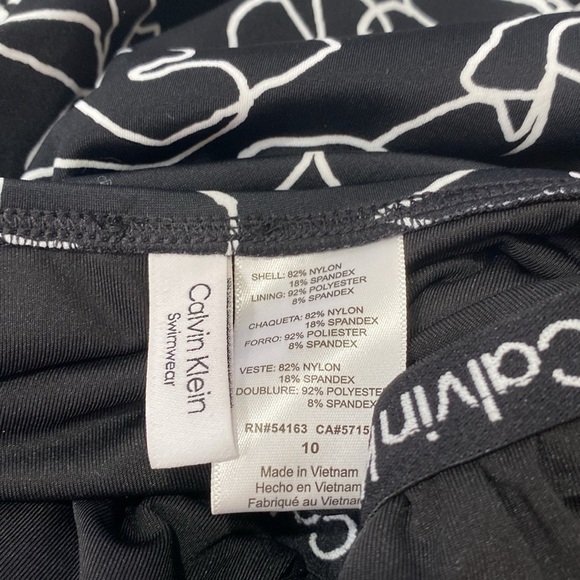 Calvin Klein
Swimwear
SHELL: 82% NYLON
18% SPANDEX
LINING: 92% POLYESTER
8% SPANDEX
CHAQUETA: 82% NYLON
18% SPANDEX
FORRO: 92% POLIESTER
8% SPANDEX
VESTE: 82% NYLON
18% SPANDEX
DOUBLURE: 92% POLYESTE
8% SPANDEX
RN#54163 CA#5715
10
Made in Vietnam
Hecho en Vietnam
Fabriqué au Vietnam
Calvin K